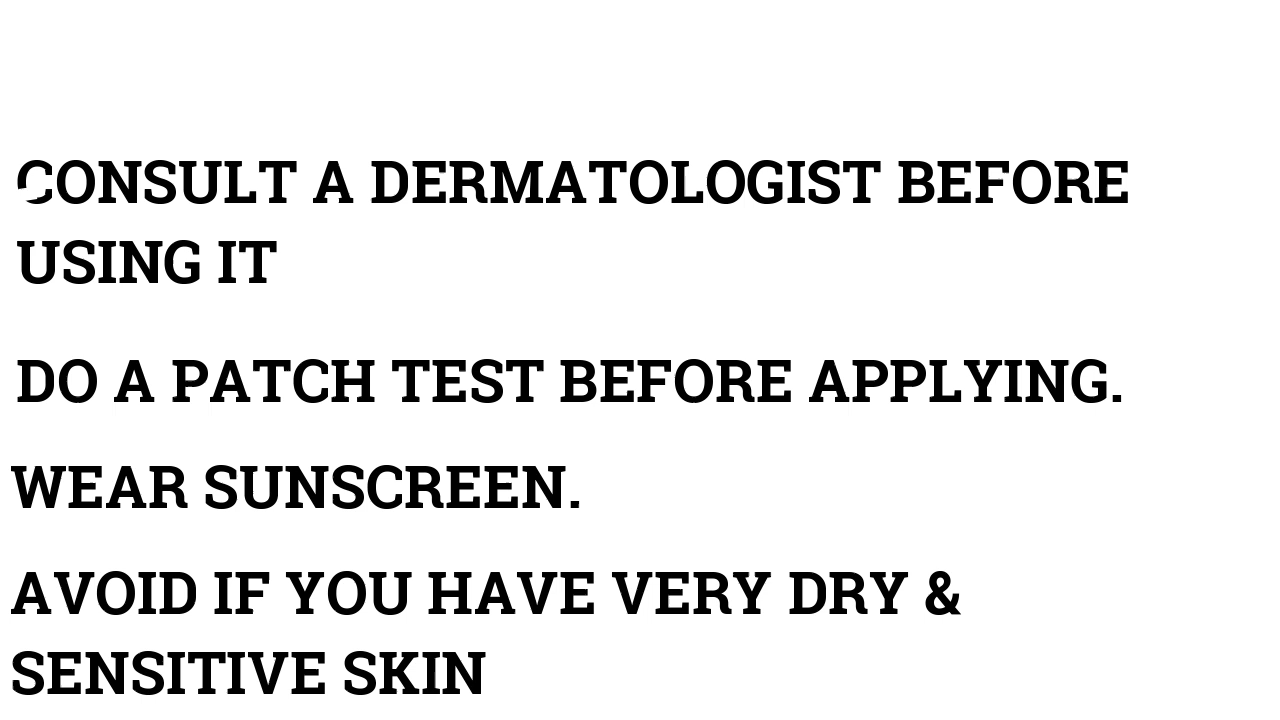 CONSULT A DERMATOLOGIST BEFORE
USING IT
DO A PATCH TEST BEFORE APPLYING.
WEAR SUNSCREEN.
AVOID IF YOU HAVE VERY DRY &
SENSITIVE SKIN